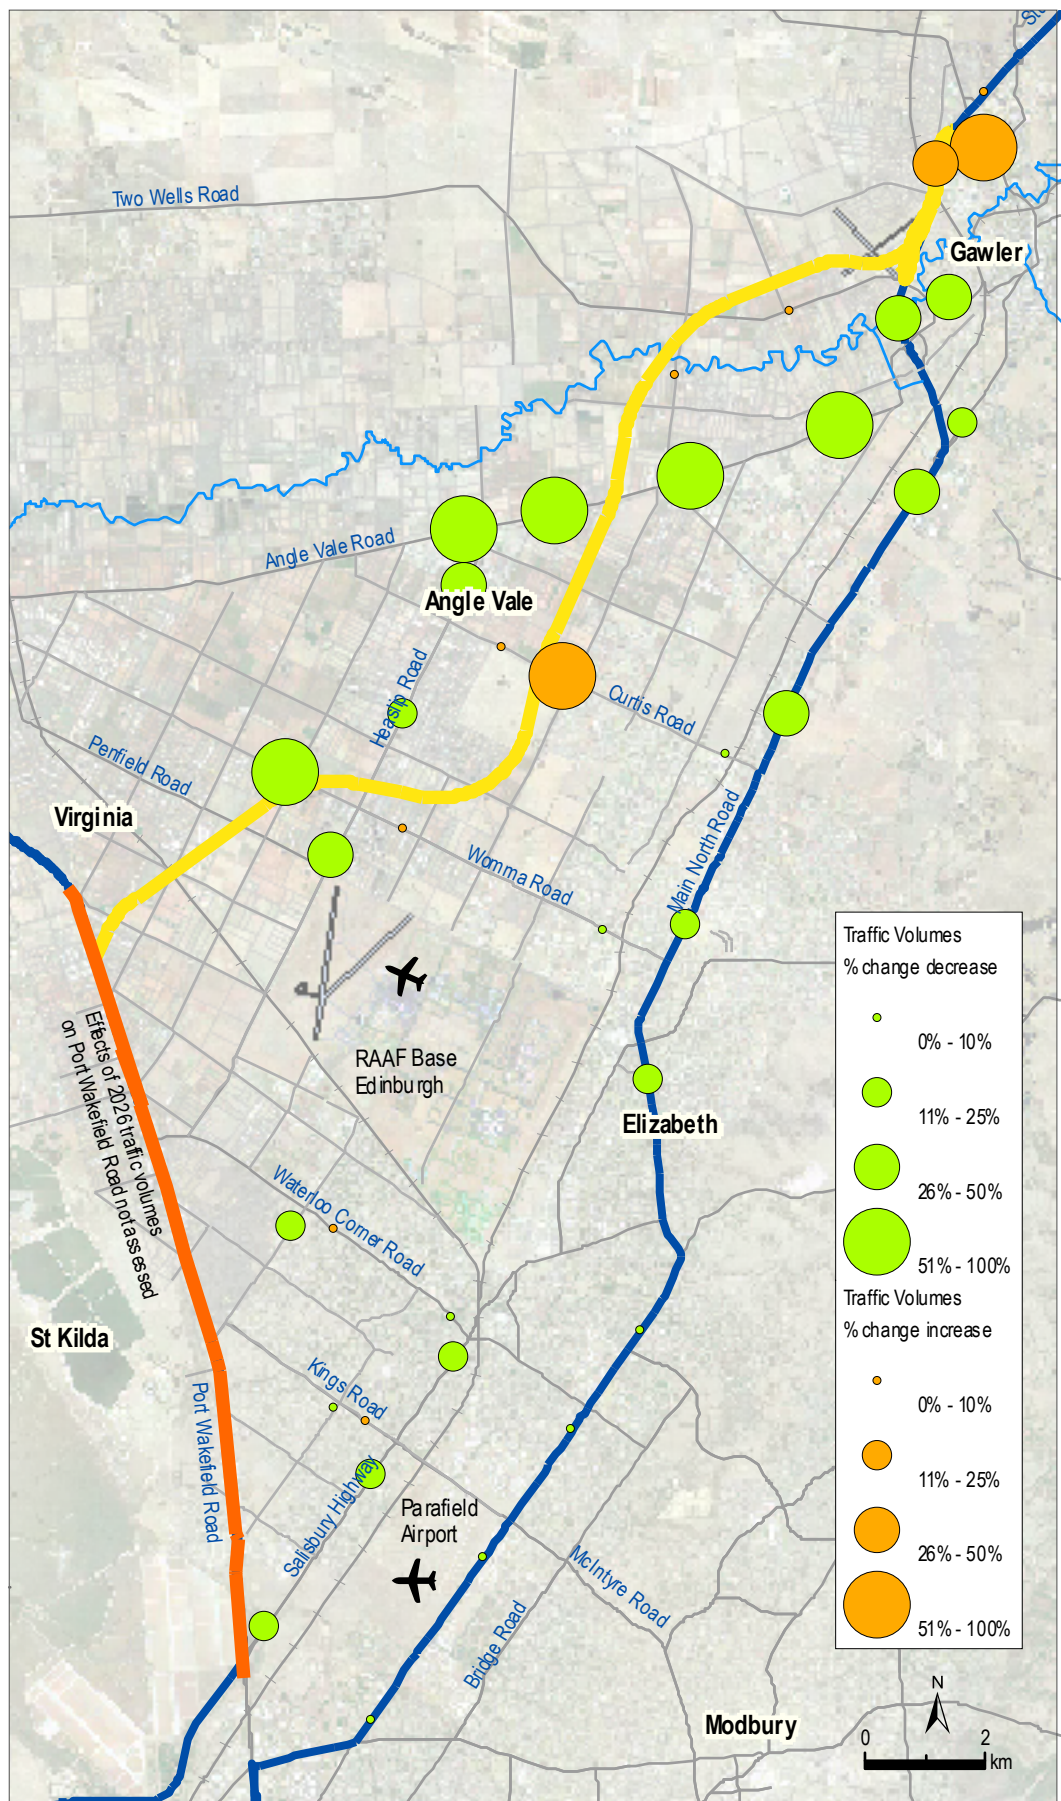 Stu
Two Wells Road
Gawler
Angle Vale Road
Angle Vale
Heaslip Road
Curtis Road
Penfield Road
Virginia
Womma Road
Main North Road
Effects of 2026 traffic volumes
on Port Wakefield Road not assessed
RAAF Base
Edinburgh
Elizabeth
Waterloo Corner Road
St Kilda
Kings Road
Port Wakefield Road
Salisbury Highway
Parafield
Airport
McIntyre Road
Bridge Road
Modbury
Traffic Volumes
% change decrease
0% - 10%
11% - 25%
26% - 50%
51% - 100%
Traffic Volumes
% change increase
0% - 10%
11% - 25%
26% - 50%
51% - 100%
N
0 2
km